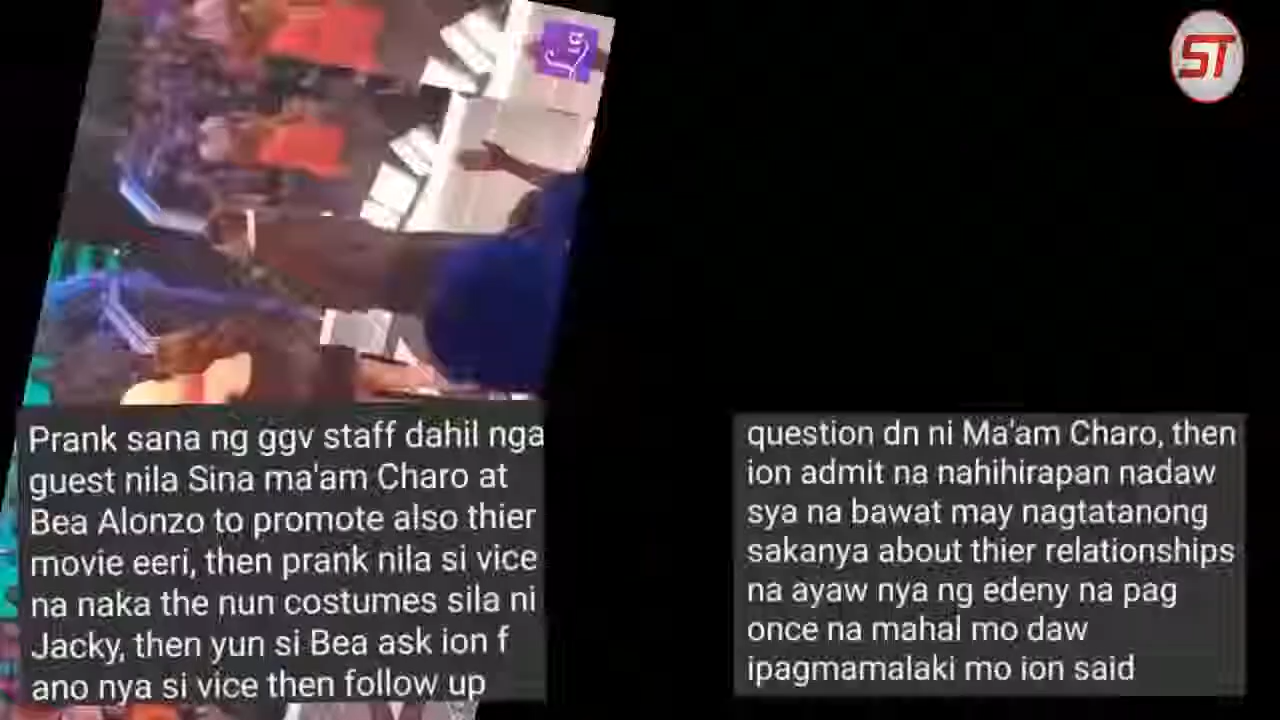 ST
Prank sana ng ggv staff dahil nga
guest nila Sina ma'am Charo at
Bea Alonzo to promote also thier
movie eeri, then prank nila si vice
na naka the nun costumes sila ni
Jacky, then yun si Bea ask ion f
ano nya si vice then follow up
question dn ni Ma'am Charo, then
ion admit na nahihirapan nadaw
sya na bawat may nagtatanong
sakanya about thier relationships
na ayaw nya ng edeny na pag
once na mahal mo daw
ipagmamalaki mo ion said